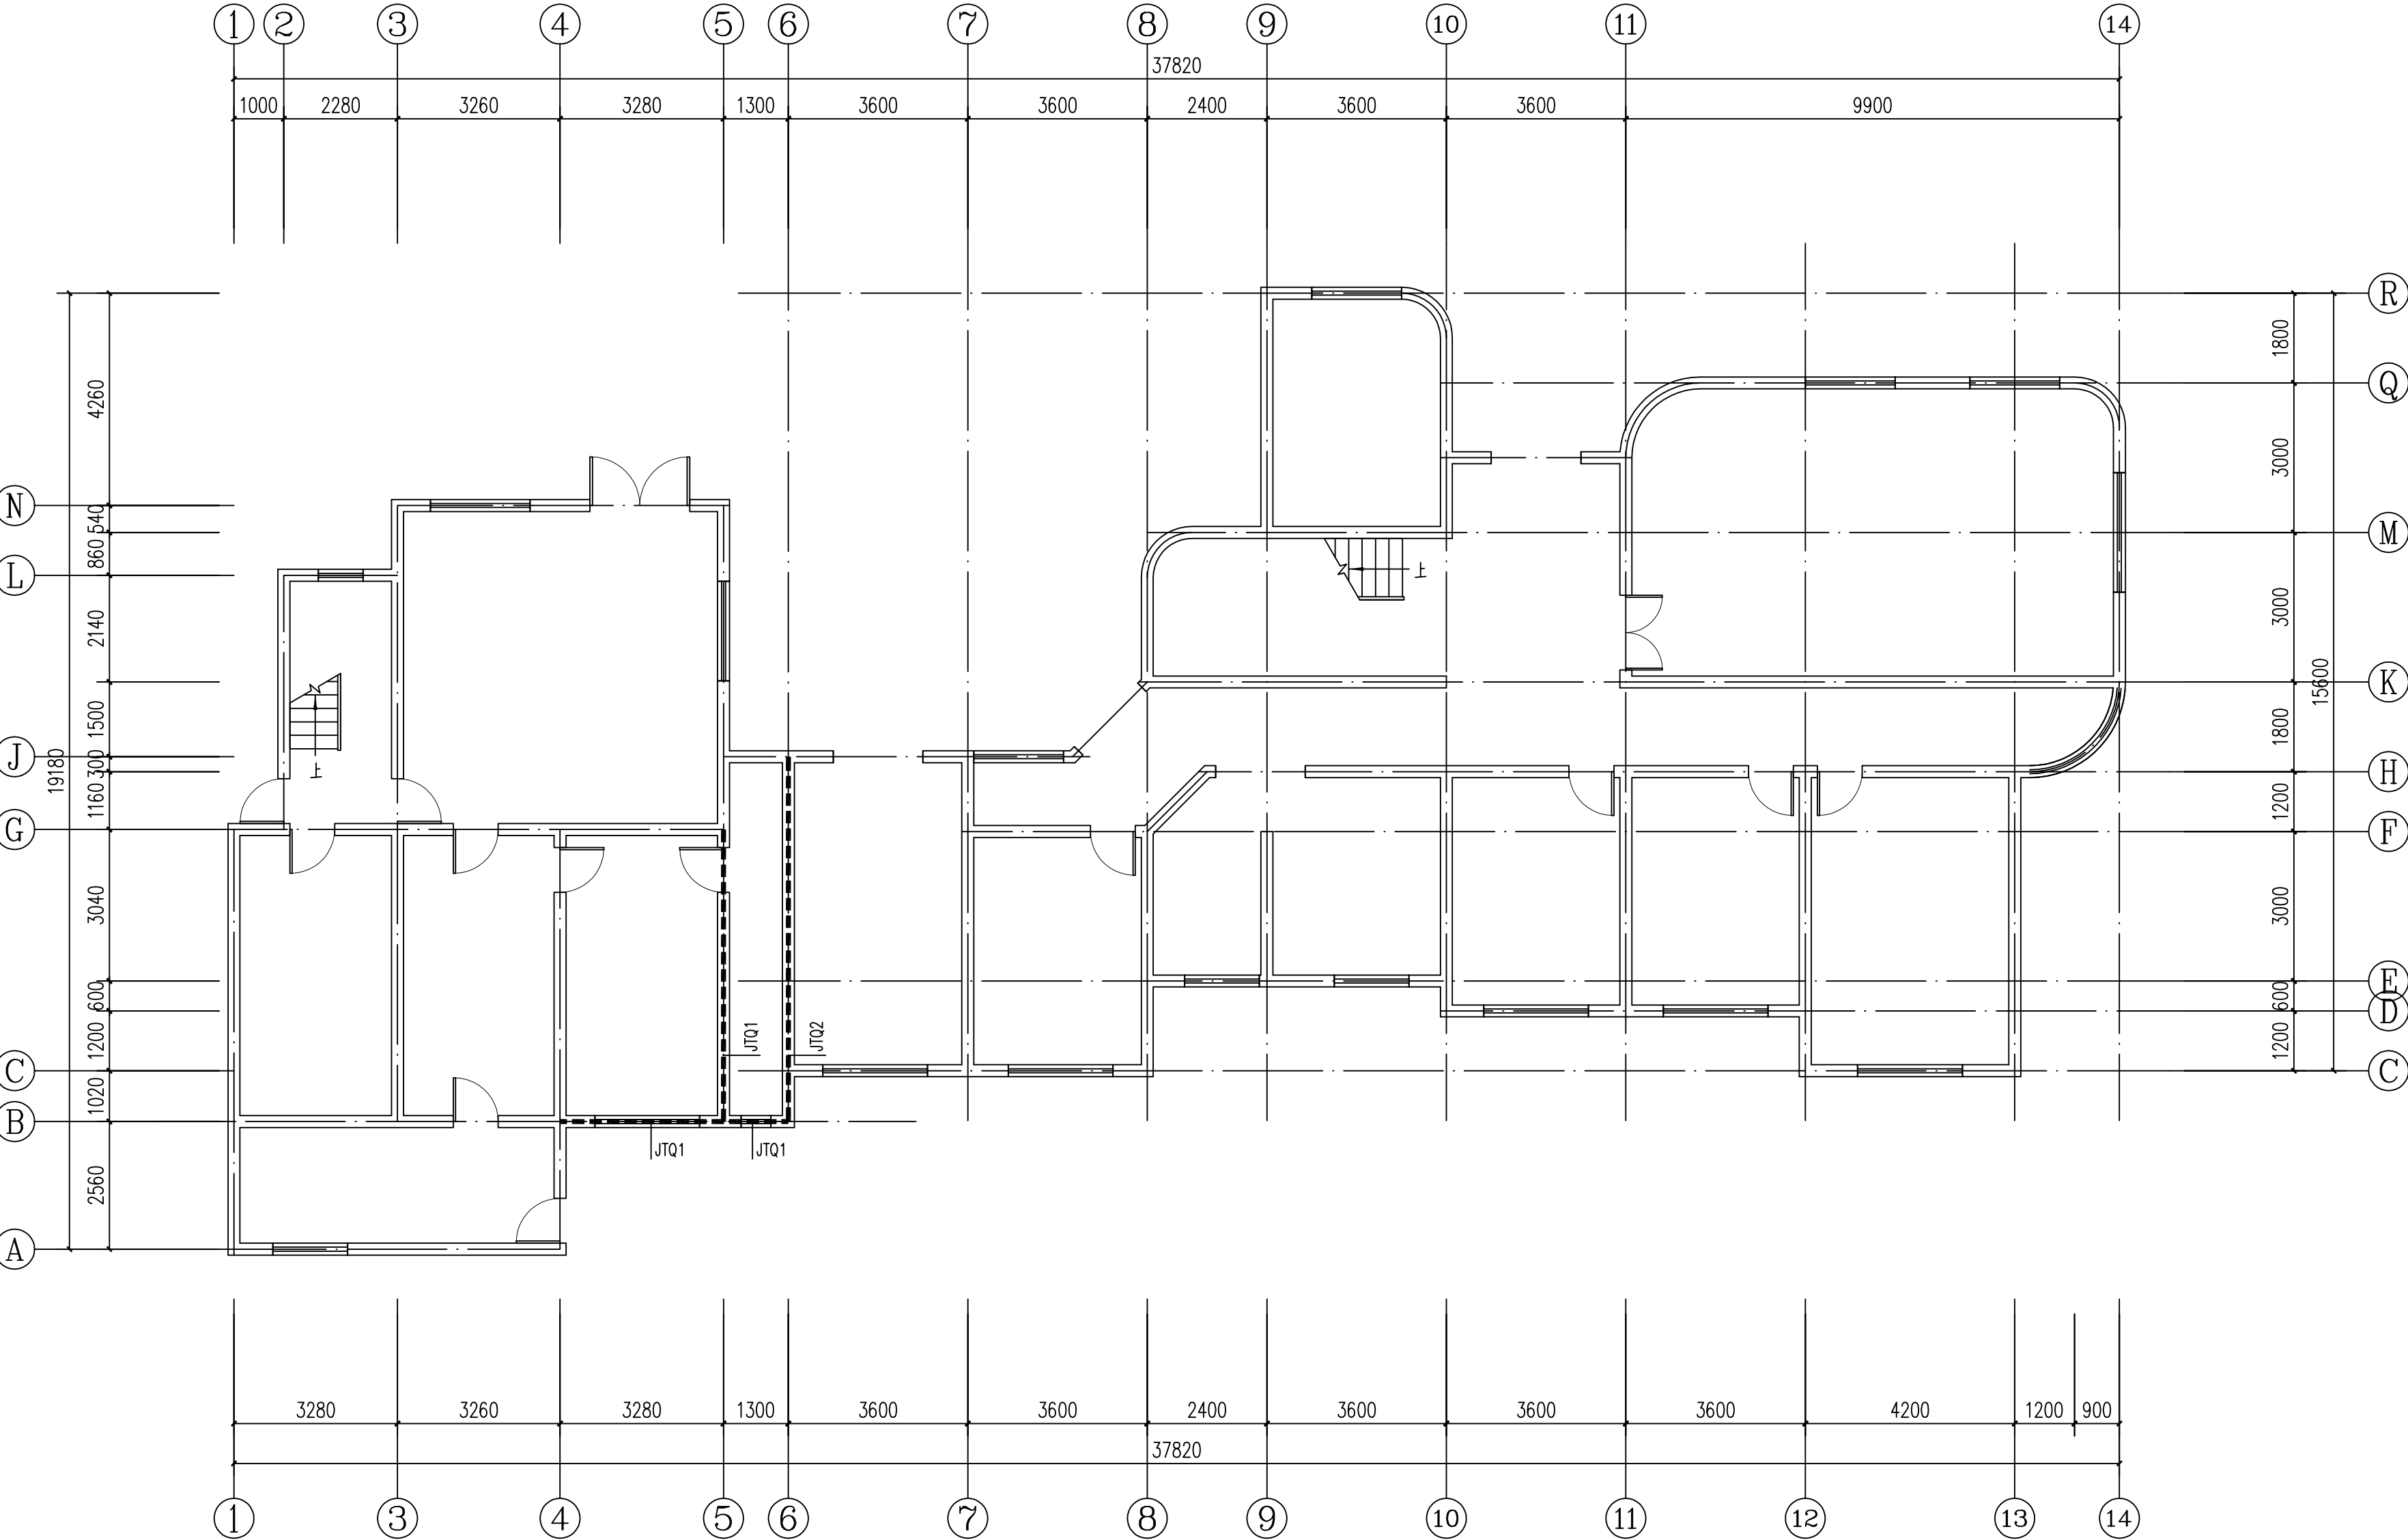 1 2 3 4 5 6 7 8 9 10 11 14
37820
1000 2280 3260 3280 1300 3600 3600 2400 3600 3600 9900
R
1800
4260
Q
3000
N
540
M
860
L
3000
上
2140
K
15600
1500
1800
J
19180
300
上
H
1160
1200
G
F
3040
3000
E
600
600
D
JTQ1
JTQ2
1200
1200
C
C
1020
B
JTQ1
JTQ1
2560
A
3280 3260 3280 1300 3600 3600 2400 3600 3600 3600 4200 1200 900
37820
1 3 4 5 6 7 8 9 10 11 12 13 14